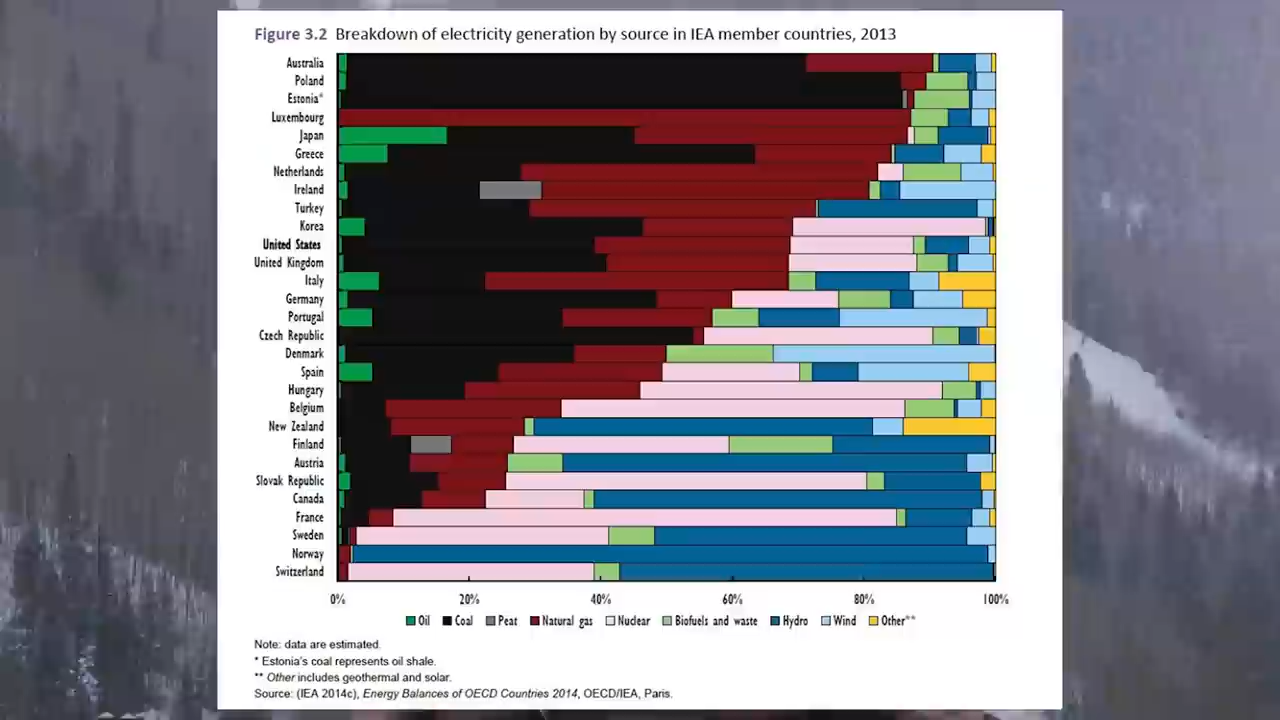 Figure 3.2 Breakdown of electricity generation by source in IEA member countries, 2013
Australia
Poland
Estonia*
Luxembourg
Japan
Greece
Netherlands
Ireland
Turkey
Korea
United States
United Kingdom
Italy
Germany
Portugal
Czech Republic
Denmark
Spain
Hungary
Belgium
New Zealand
Finland
Austria
Slovak Republic
Canada
France
Sweden
Norway
Switzerland
0% 20% 40% 60% 80% 100%
Oil Coal Peat Natural gas Nuclear Biofuels and waste Hydro Wind Other**
Note: data are estimated.
* Estonia's coal represents oil shale.
** Other includes geothermal and solar.
Source: (IEA 2014c), Energy Balances of OECD Countries 2014, OECD/IEA, Paris.